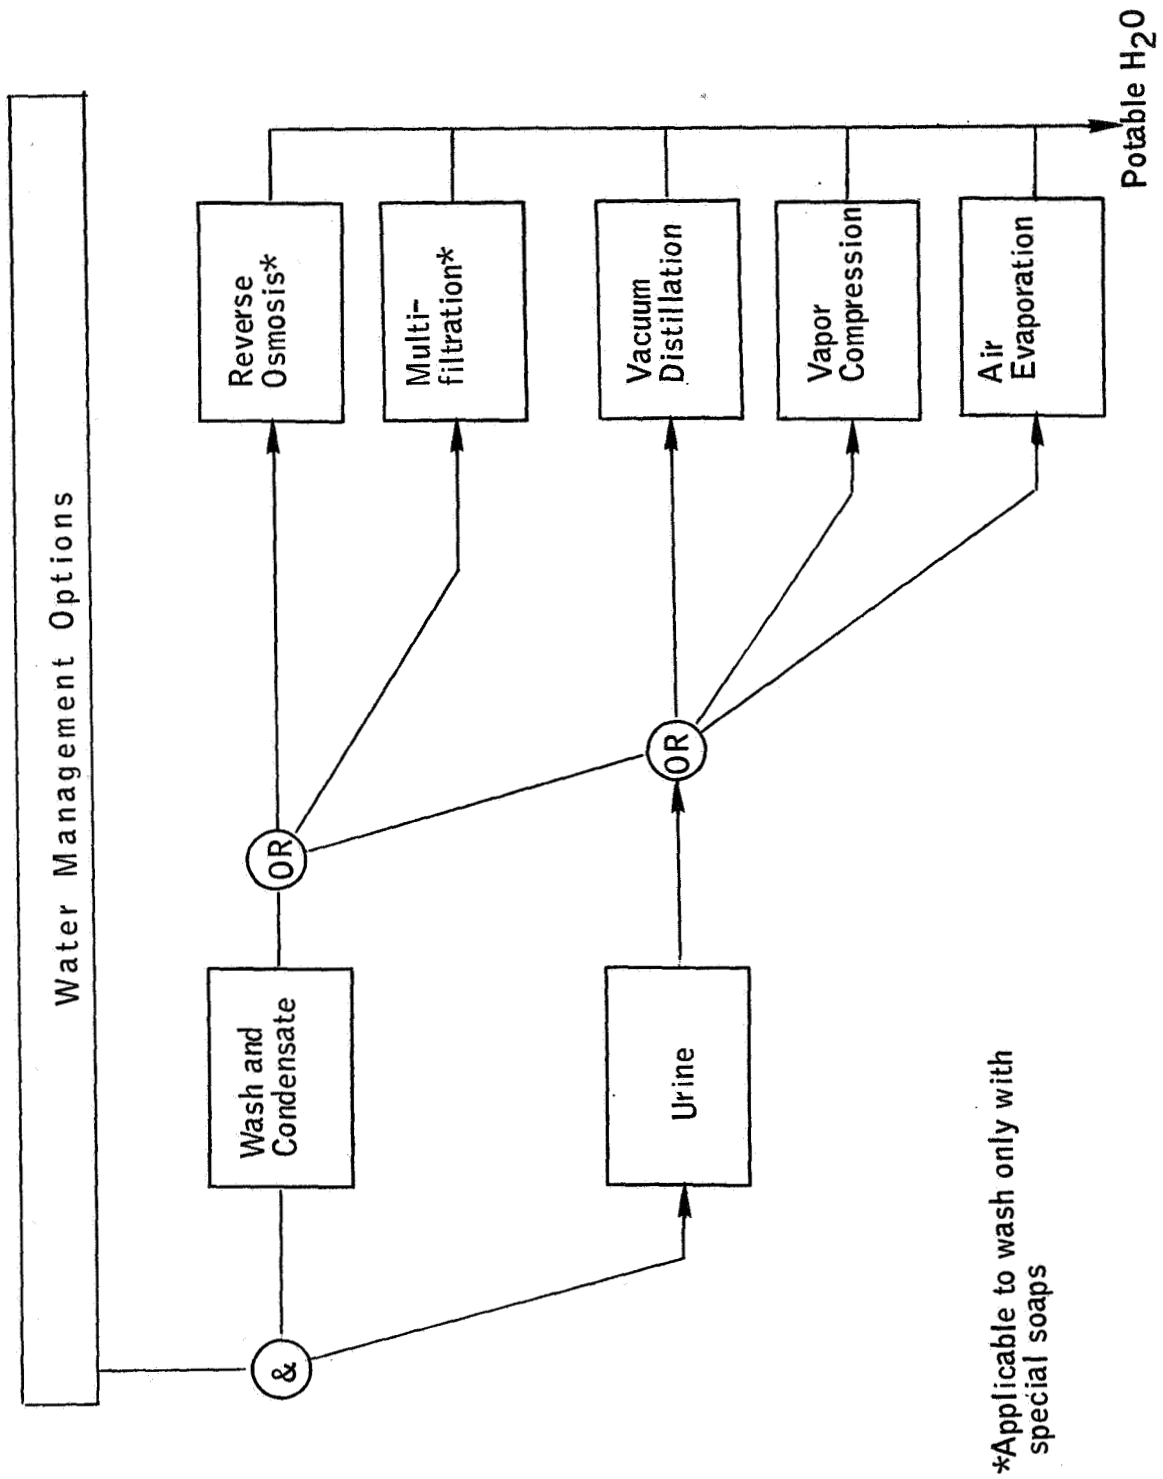 Water Management Options
&
Wash and
Condensate
OR
Reverse
Osmosis*
Multi-
filtration*
Urine
OR
Vacuum
Distillation
Vapor
Compression
Air
Evaporation
Potable H₂O
*Applicable to wash only with
special soaps